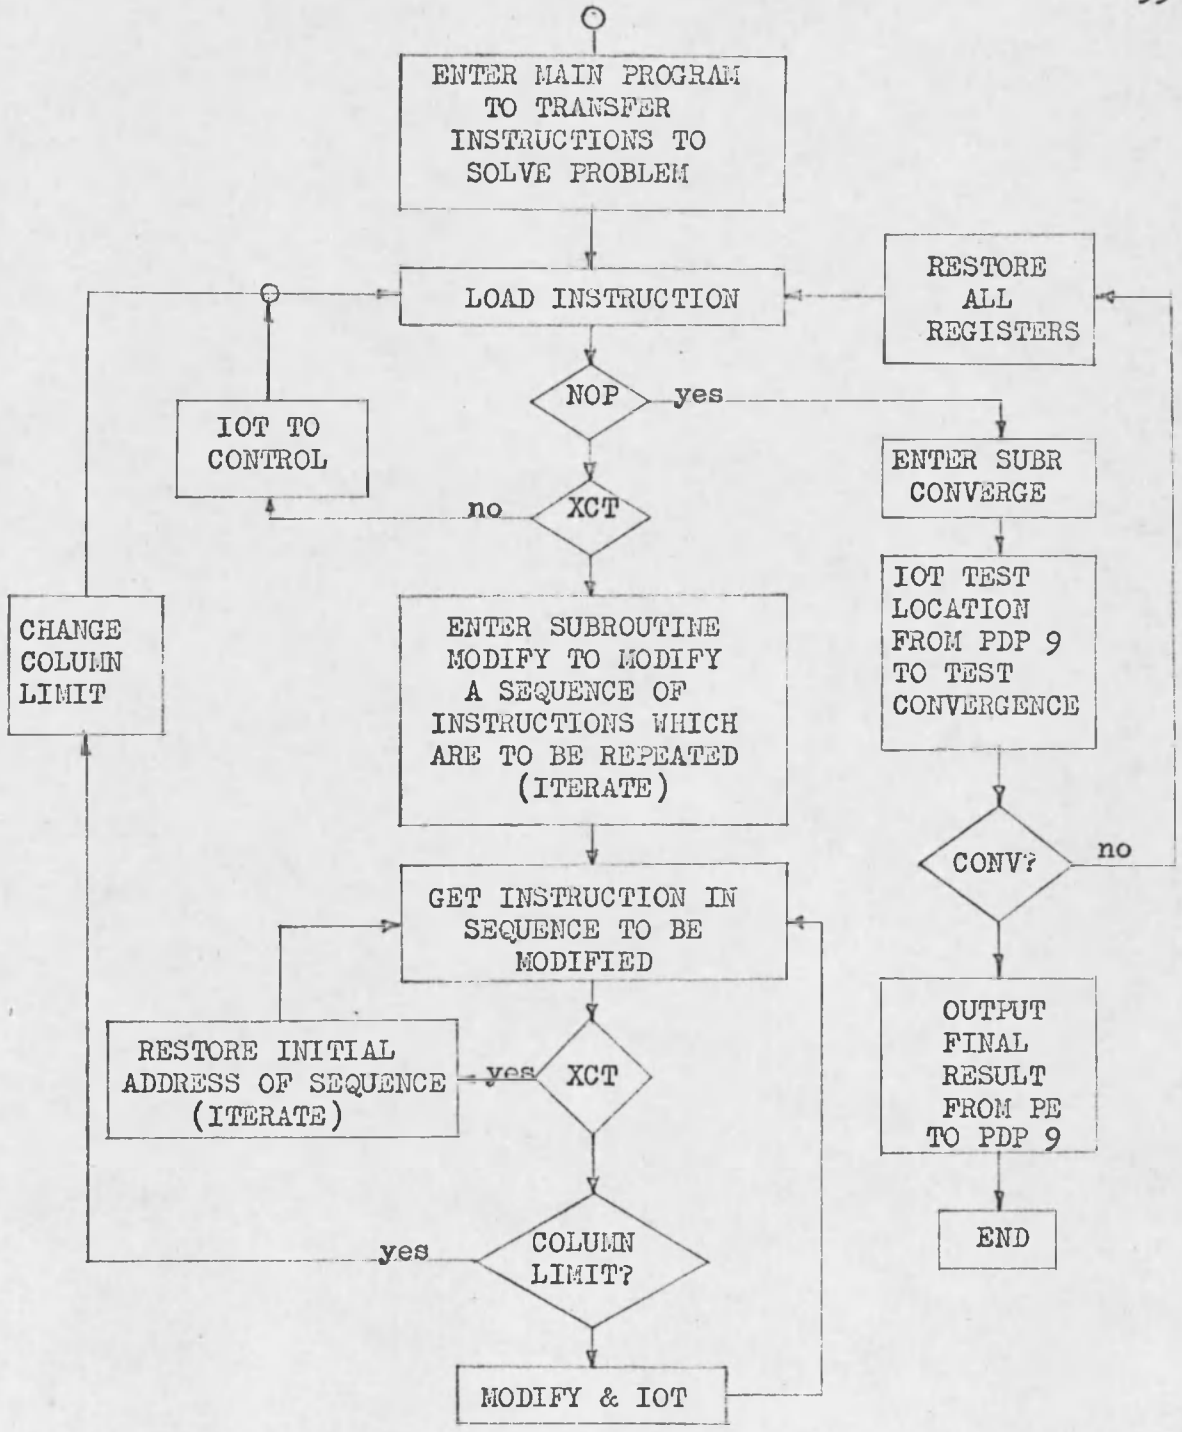 ENTER MAIN PROGRAM
TO TRANSFER
INSTRUCTIONS TO
SOLVE PROBLEM
LOAD INSTRUCTION
RESTORE
ALL
REGISTERS
NOP
yes
IOT TO
CONTROL
no
XCT
ENTER SUBR
CONVERGE
IOT TEST
LOCATION
FROM PDP 9
TO TEST
CONVERGENCE
CHANGE
COLUMN
LIMIT
ENTER SUBROUTINE
MODIFY TO MODIFY
A SEQUENCE OF
INSTRUCTIONS WHICH
ARE TO BE REPEATED
(ITERATE)
CONV?
no
GET INSTRUCTION IN
SEQUENCE TO BE
MODIFIED
RESTORE INITIAL
ADDRESS OF SEQUENCE
(ITERATE)
yes
XCT
OUTPUT
FINAL
RESULT
FROM PE
TO PDP 9
END
yes
COLUMN
LIMIT?
MODIFY & IOT